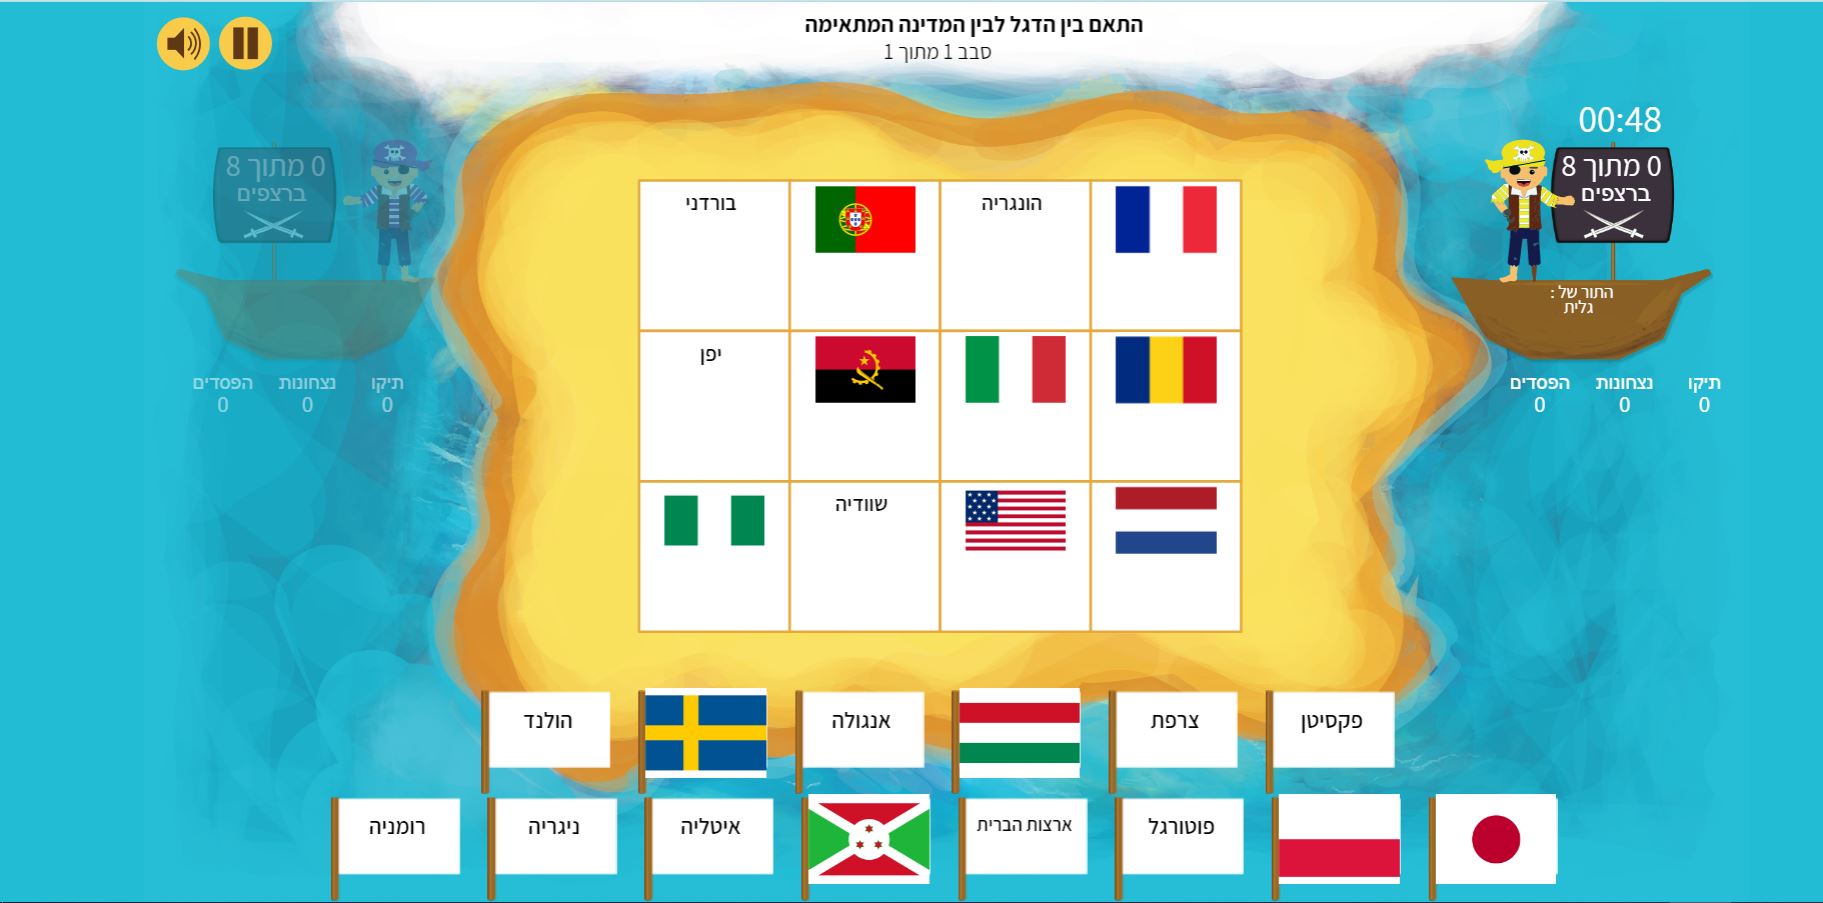 התאם בין הדגל לבין המדינה המתאימה
סבב 1 מתוך 1
00:48
0 מתוך 8
ברצפים
התור של :
גלית
תיקו
0
נצחונות
0
הפסדים
0
0 מתוך 8
ברצפים
תיקו
0
נצחונות
0
הפסדים
0
הונגריה
בורדני
יפן
שוודיה
פקסיטן
צרפת
אנגולה
הולנד
פוטורגל
ארצות הברית
איטליה
ניגריה
רומניה